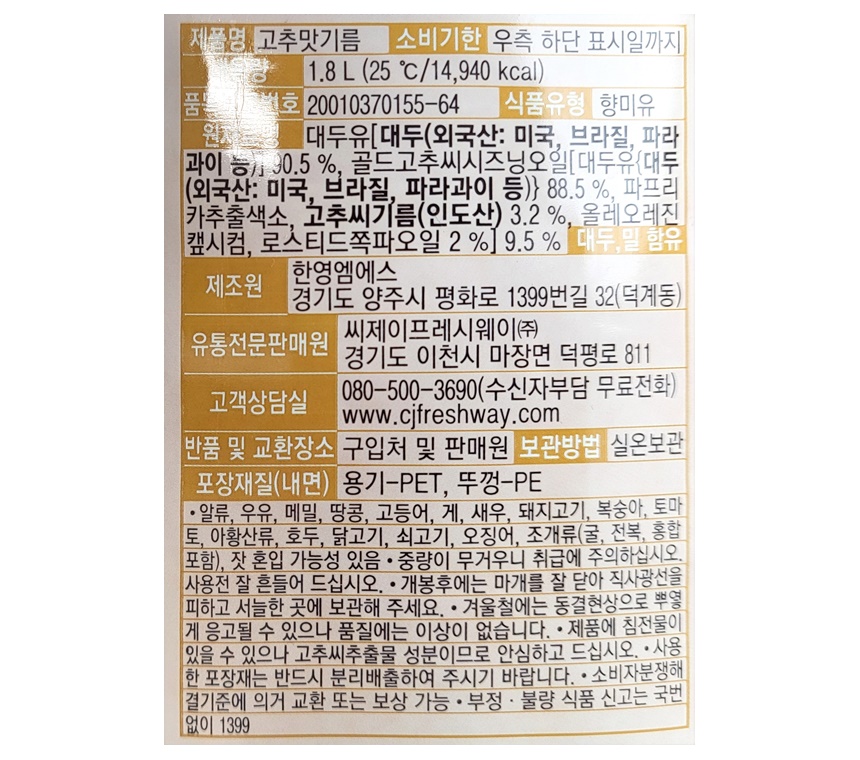 제품명 고추맛기름 소비기한 우측 하단 표시일까지
1.8 L (25 ℃/14,940 kcal)
번호 20010370155-64 식품유형 향미유
대두유[대두(외국산: 미국, 브라질, 파라
과이 등)] 90.5 %, 골드고추씨시즈닝오일[대두유{대두
(외국산: 미국, 브라질, 파라과이 등)} 88.5 %, 파프리
카추출색소, 고추씨기름(인도산) 3.2 %, 올레오레진
캪시컴, 로스티드쪽파오일 2 %] 9.5 % 대두,밀 함유
제조원 한영엠에스
경기도 양주시 평화로 1399번길 32(덕계동)
유통전문판매원 씨제이프레시웨이㈜
경기도 이천시 마장면 덕평로 811
고객상담실 080-500-3690(수신자부담 무료전화)
www.cjfreshway.com
반품 및 교환장소 구입처 및 판매원 보관방법 실온보관
포장재질(내면) 용기-PET, 뚜껑-PE
•알류, 우유, 메밀, 땅콩, 고등어, 게, 새우, 돼지고기, 복숭아, 토마
토, 아황산류, 호두, 닭고기, 쇠고기, 오징어, 조개류(굴, 전복, 홍합
포함), 잣 혼입 가능성 있음 •중량이 무거우니 취급에 주의하십시오.
사용전 잘 흔들어 드십시오. •개봉후에는 마개를 잘 닫아 직사광선을
피하고 서늘한 곳에 보관해 주세요. •겨울철에는 동결현상으로 뿌옇
게 응고될 수 있으나 품질에는 이상이 없습니다. •제품에 침전물이
있을 수 있으나 고추씨추출물 성분이므로 안심하고 드십시오. •사용
한 포장재는 반드시 분리배출하여 주시기 바랍니다. •소비자분쟁해
결기준에 의거 교환 또는 보상 가능 •부정·불량 식품 신고는 국번
없이 1399